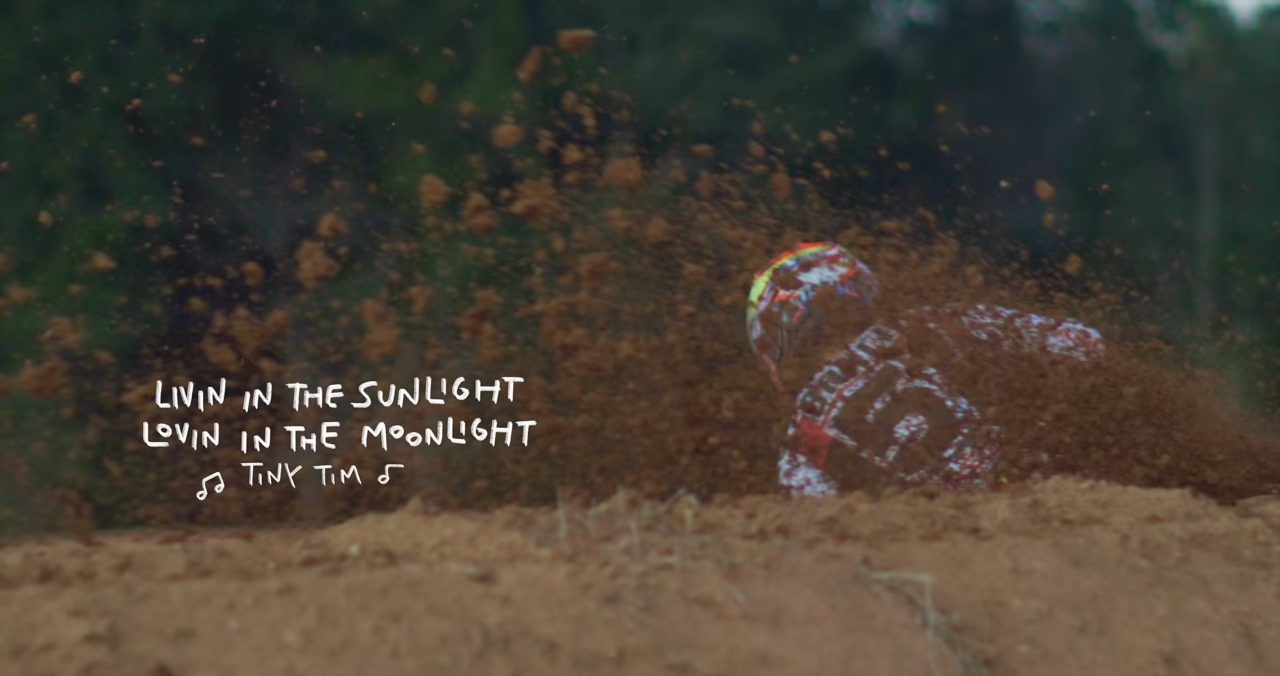 LIVIN IN THE SUNLIGHT
LOVIN IN THE MOONLIGHT
♫ TINY TIM ♪